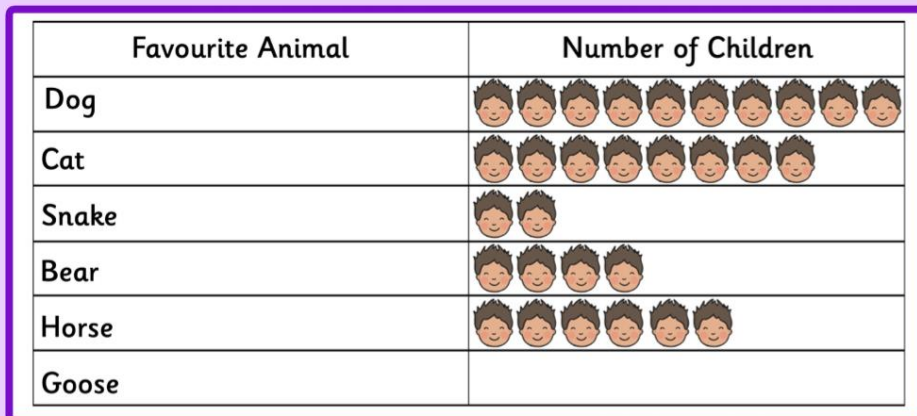 Favourite Animal Number of Children
Dog
Cat
Snake
Bear
Horse
Goose